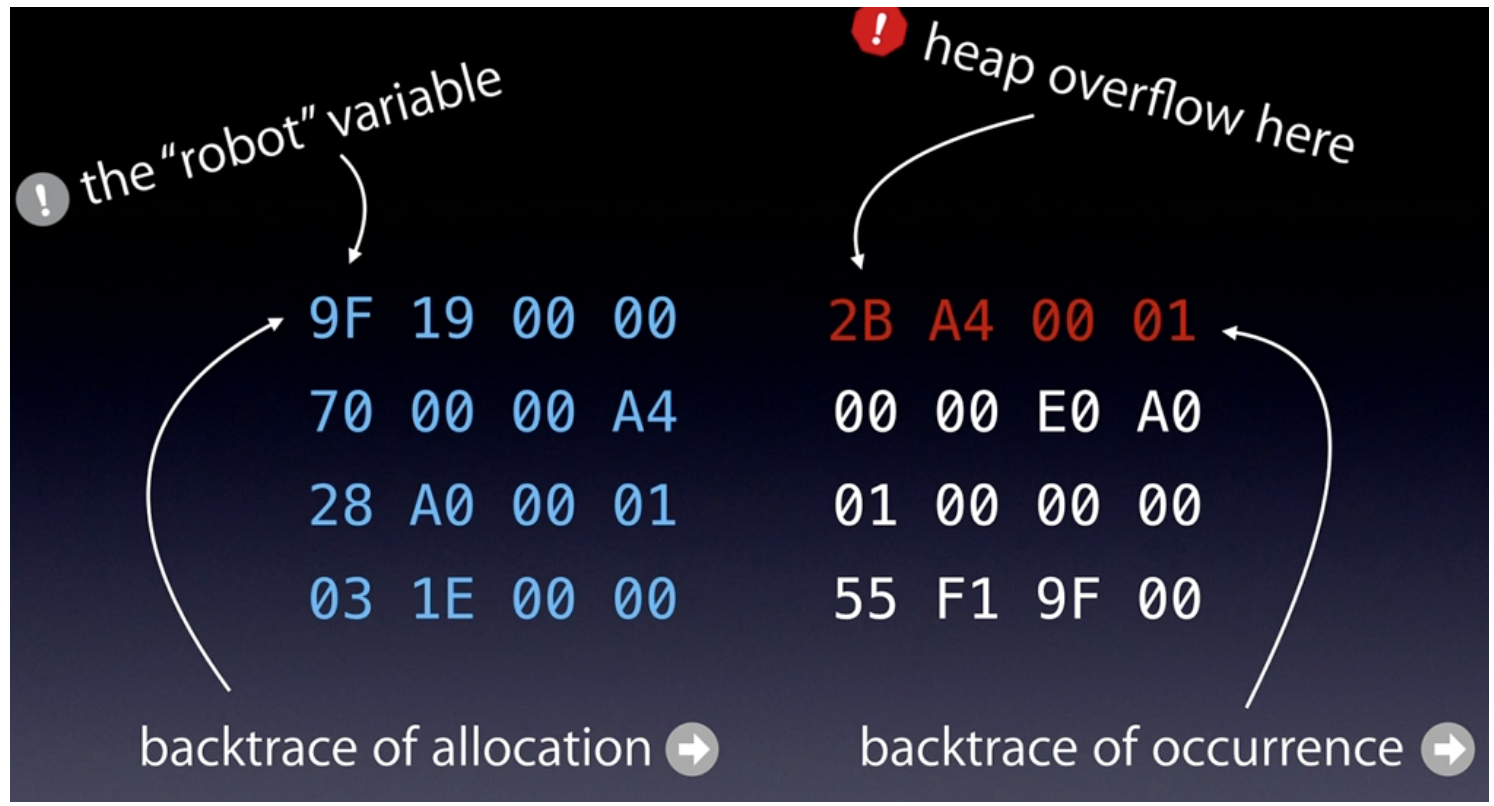 the “robot” variable
heap overflow here
9F 19 00 00 2B A4 00 01
70 00 00 A4 00 00 E0 A0
28 A0 00 01 01 00 00 00
03 1E 00 00 55 F1 9F 00
backtrace of allocation
backtrace of occurrence